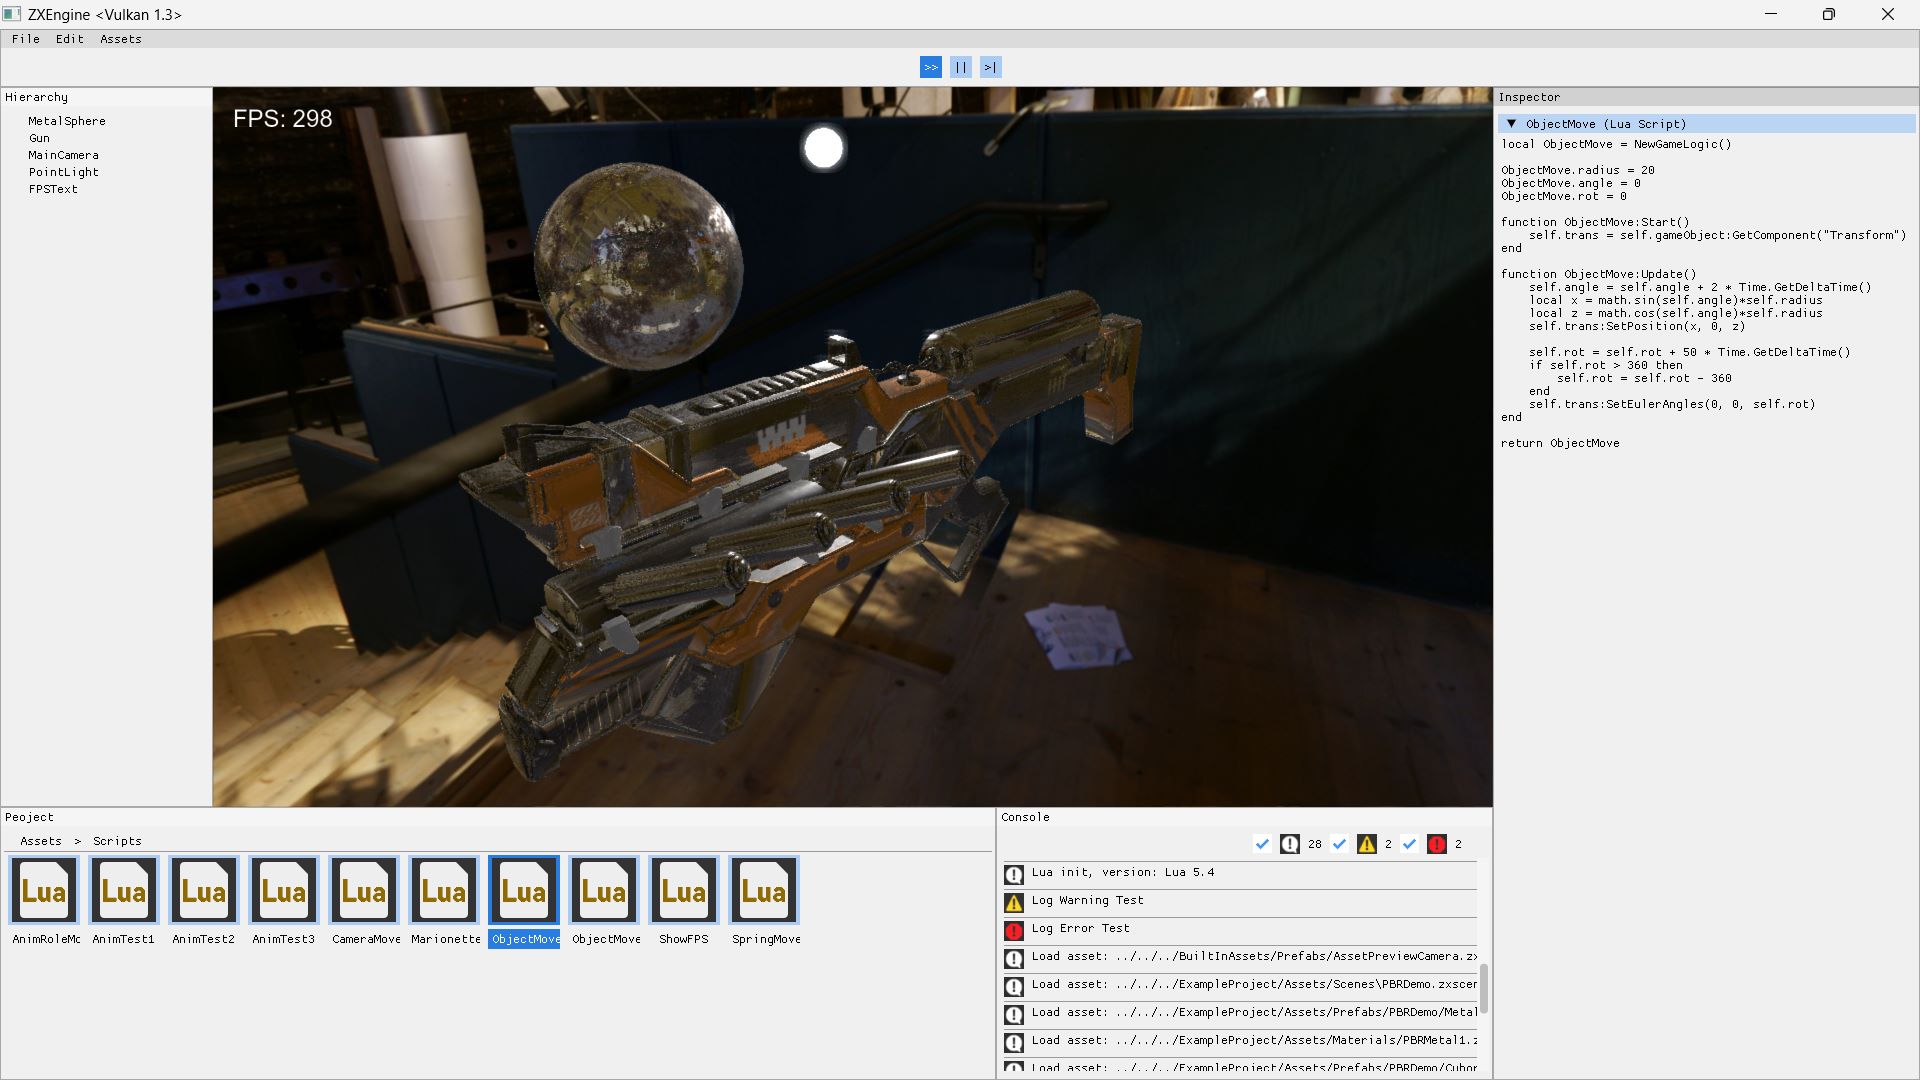 ZXEngine <Vulkan 1.3>
File Edit Assets
>> || >|
Hierarchy
MetalSphere
Gun
MainCamera
PointLight
FPSText
FPS: 298
Inspector
ObjectMove (Lua Script)
local ObjectMove = NewGameLogic()
ObjectMove.radius = 20
ObjectMove.angle = 0
ObjectMove.rot = 0
function ObjectMove:Start()
    self.trans = self.gameObject:GetComponent("Transform")
end
function ObjectMove:Update()
    self.angle = self.angle + 2 * Time.GetDeltaTime()
    local x = math.sin(self.angle)*self.radius
    local z = math.cos(self.angle)*self.radius
    self.trans:SetPosition(x, 0, z)
    self.rot = self.rot + 50 * Time.GetDeltaTime()
    if self.rot > 360 then
        self.rot = self.rot - 360
    end
    self.trans:SetEulerAngles(0, 0, self.rot)
end
return ObjectMove
Peoject
Assets > Scripts
Lua Lua Lua Lua Lua Lua Lua Lua Lua Lua
AnimRoleMc AnimTest1 AnimTest2 AnimTest3 CameraMove Marionette ObjectMove ObjectMove ShowFPS SpringMove
Console
28 2 2
Lua init, version: Lua 5.4
Log Warning Test
Log Error Test
Load asset: ../../../BuiltInAssets/Prefabs/AssetPreviewCamera.zx
Load asset: ../../../ExampleProject/Assets/Scenes\PBRDemo.zxscer
Load asset: ../../../ExampleProject/Assets/Prefabs/PBRDemo/Metal
Load asset: ../../../ExampleProject/Assets/Materials/PBRMetal1.z
Load asset: ../../../ExampleProject/Assets/Prefabs/PBRDemo/